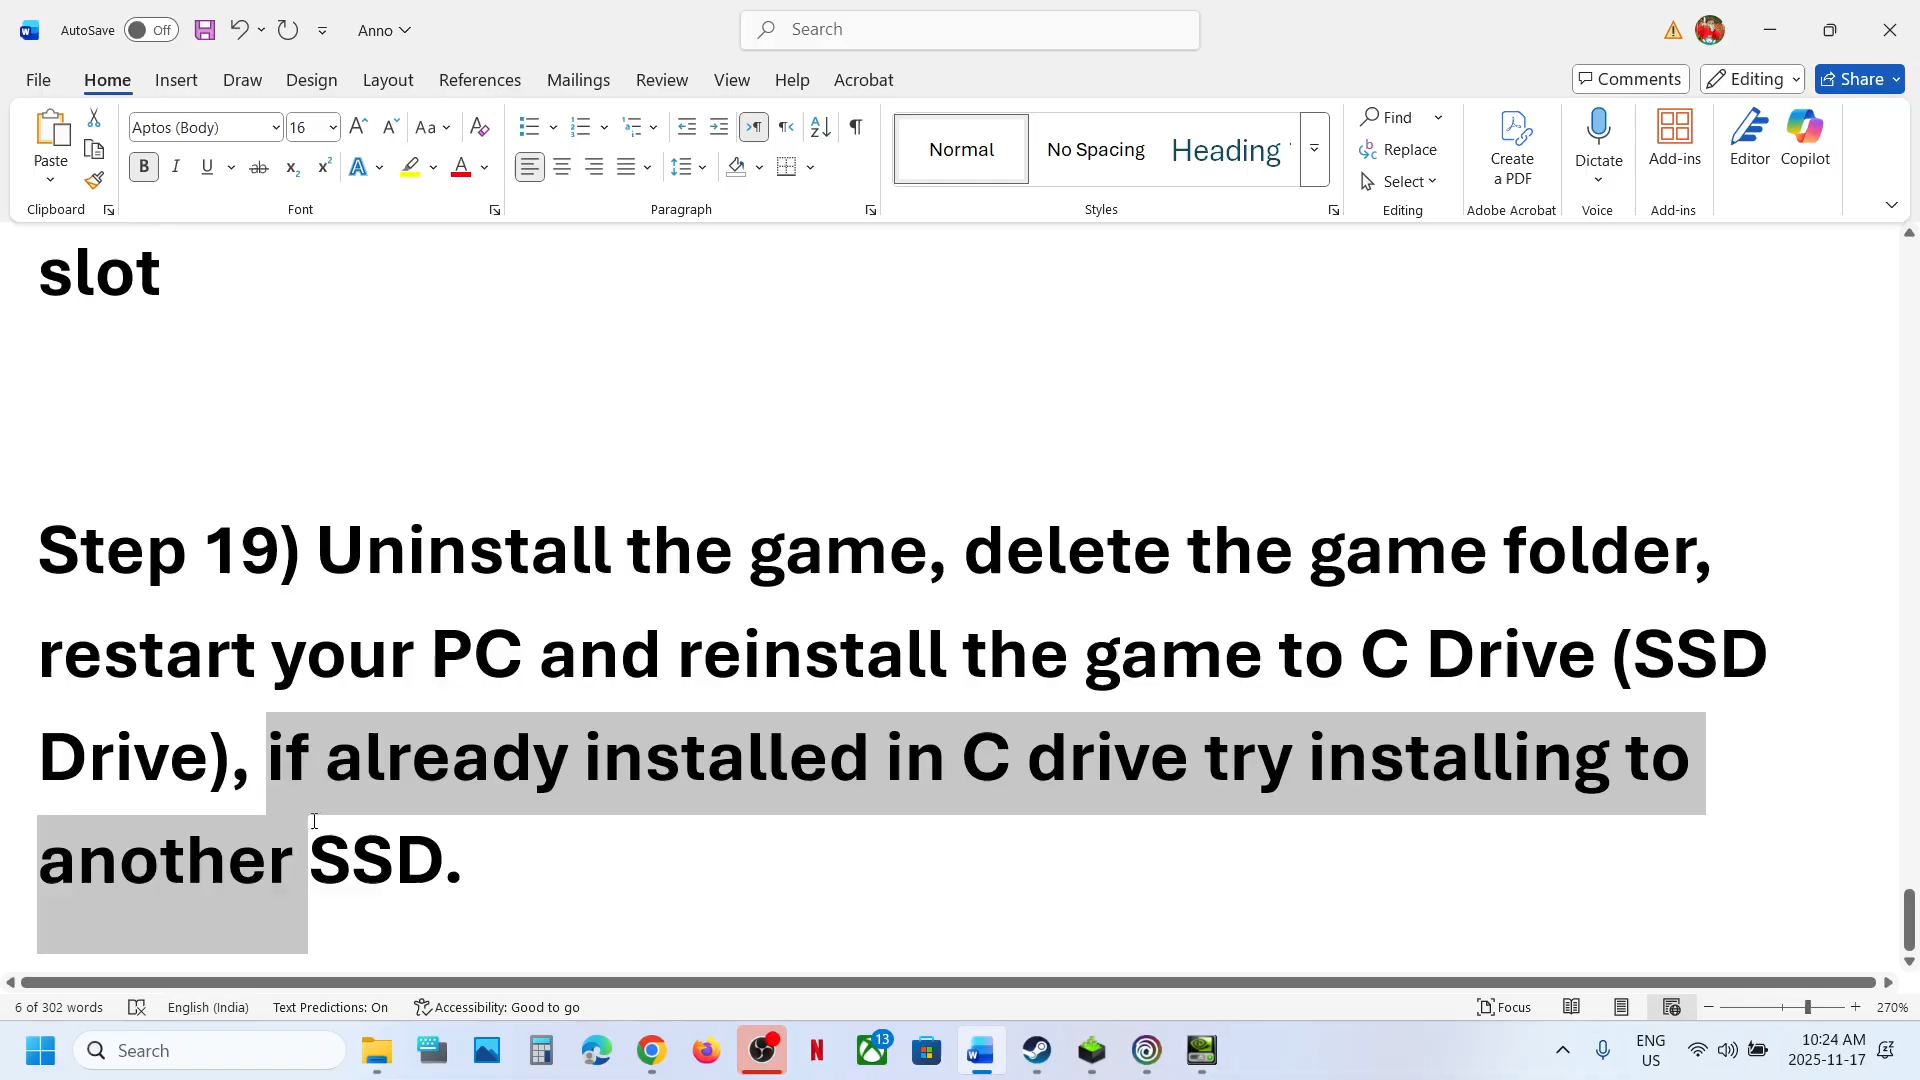 AutoSave Off Anno Search
File Home Insert Draw Design Layout References Mailings Review View Help Acrobat Comments Editing Share
Paste Aptos (Body) 16 Normal No Spacing Heading Find Replace Select Create a PDF Dictate Add-ins Editor Copilot
Clipboard Font Paragraph Styles Editing Adobe Acrobat Voice Add-ins
slot
Step 19) Uninstall the game, delete the game folder,
restart your PC and reinstall the game to C Drive (SSD
Drive), if already installed in C drive try installing to
another SSD.
6 of 302 words English (India) Text Predictions: On Accessibility: Good to go Focus 270%
Search 13 ENG US 10:24 AM 2025-11-17